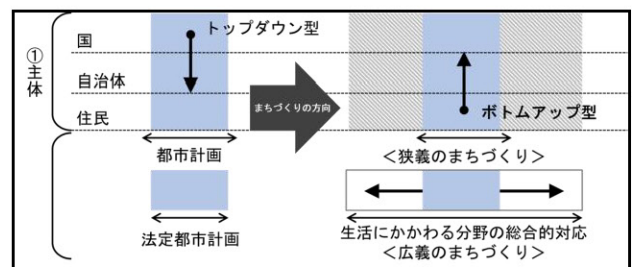 ①主体
国
自治体
住民
トップダウン型
まちづくりの方向
ボトムアップ型
都市計画
＜狭義のまちづくり＞
法定都市計画
生活にかかわる分野の総合的対応
＜広義のまちづくり＞